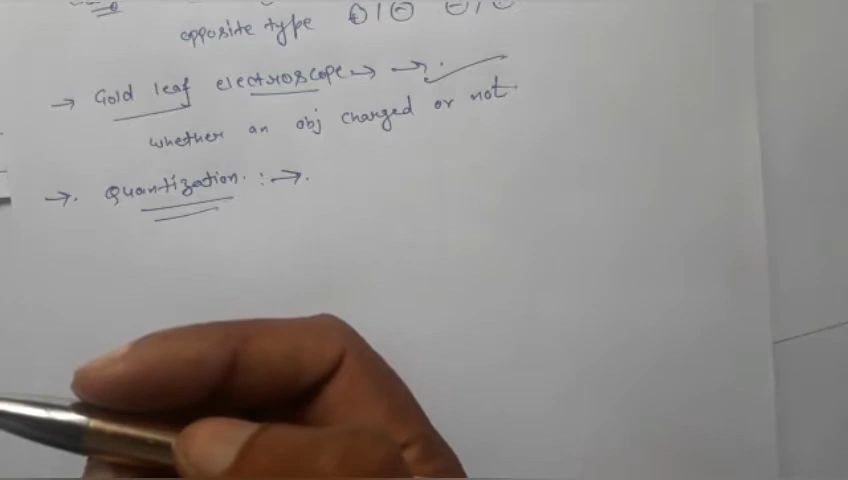 opposite type ⊕ / ⊖ ⊖ / ⊕
→ Gold leaf electroscope → →.
whether an obj charged or not
→. Quantization. : →.